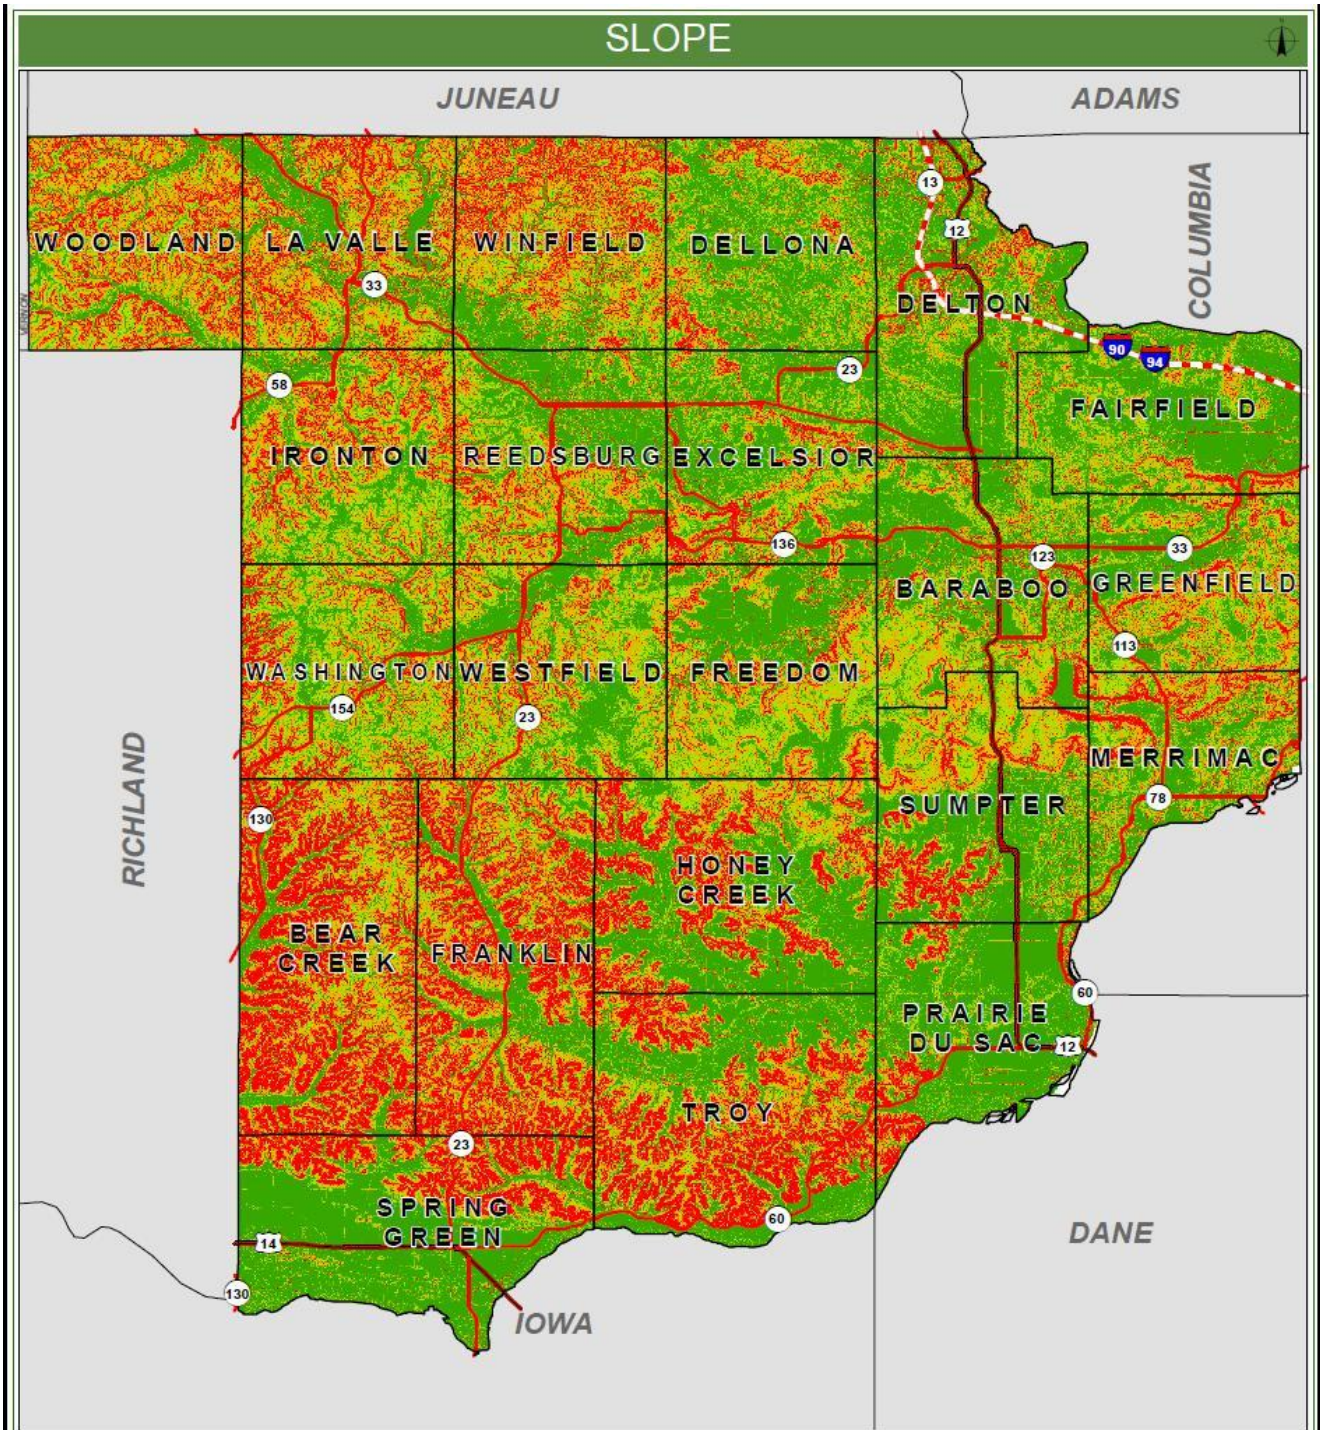 SLOPE
N
JUNEAU
ADAMS
COLUMBIA
13
12
WOODLAND
LA VALLE
WINFIELD
DELLONA
33
DELTON
VERNON
90
94
58
23
FAIRFIELD
IRONTON
REEDSBURG
EXCELSIOR
136
123
33
BARABOO
GREENFIELD
113
WASHINGTON
WESTFIELD
FREEDOM
154
23
RICHLAND
MERRIMAC
78
SUMPTER
130
HONEY
CREEK
BEAR
CREEK
FRANKLIN
60
PRAIRIE
DU SAC
12
TROY
23
SPRING
GREEN
60
14
DANE
130
IOWA